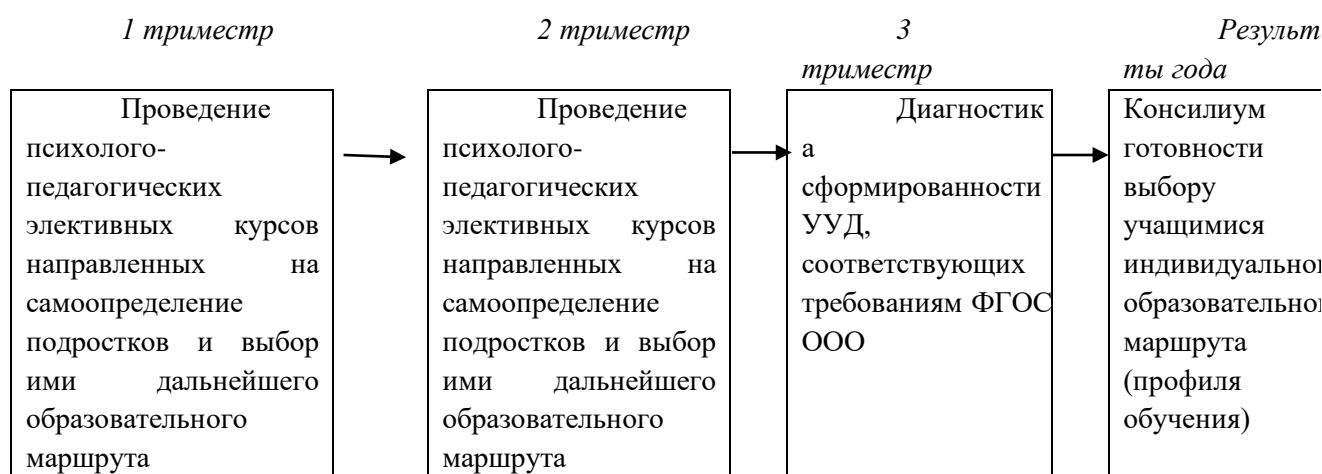 1 триместр
2 триместр
3
триместр
Результ
ты года
Проведение
психолого-
педагогических
элективных курсов
направленных на
самоопределение
подростков и выбор
ими дальнейшего
образовательного
маршрута
Проведение
психолого-
педагогических
элективных курсов
направленных на
самоопределение
подростков и выбор
ими дальнейшего
образовательного
маршрута
Диагностик
а
сформированности
УУД,
соответствующих
требованиям ФГОС
ООО
Консилиум
готовности
выбору
учащимися
индивидуально
образовательно
маршрута
(профиля
обучения)